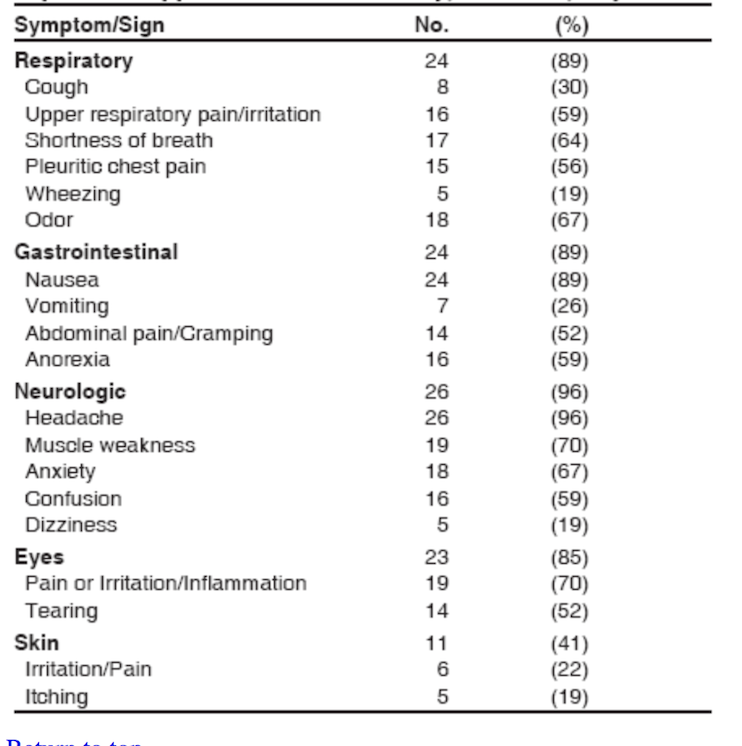 Symptom/Sign No. (%)
Respiratory 24 (89)
Cough 8 (30)
Upper respiratory pain/irritation 16 (59)
Shortness of breath 17 (64)
Pleuritic chest pain 15 (56)
Wheezing 5 (19)
Odor 18 (67)
Gastrointestinal 24 (89)
Nausea 24 (89)
Vomiting 7 (26)
Abdominal pain/Cramping 14 (52)
Anorexia 16 (59)
Neurologic 26 (96)
Headache 26 (96)
Muscle weakness 19 (70)
Anxiety 18 (67)
Confusion 16 (59)
Dizziness 5 (19)
Eyes 23 (85)
Pain or Irritation/Inflammation 19 (70)
Tearing 14 (52)
Skin 11 (41)
Irritation/Pain 6 (22)
Itching 5 (19)
Return to top